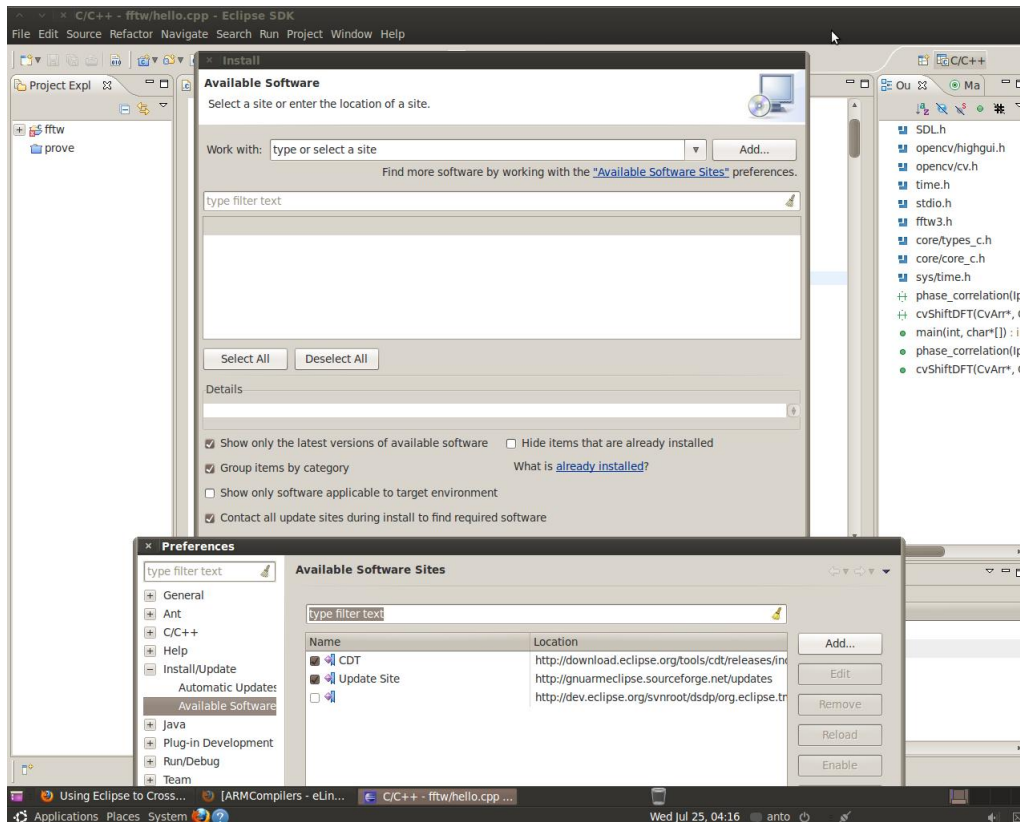 C/C++ - fftw/hello.cpp - Eclipse SDK
File Edit Source Refactor Navigate Search Run Project Window Help
C/C++
Project Expl
fftw
prove
Install
Available Software
Select a site or enter the location of a site.
Work with: type or select a site
Add...
Find more software by working with the "Available Software Sites" preferences.
type filter text
Select All
Deselect All
Details
Show only the latest versions of available software
Hide items that are already installed
Group items by category
What is already installed?
Show only software applicable to target environment
Contact all update sites during install to find required software
Ou
Ma
SDL.h
opencv/highgui.h
opencv/cv.h
time.h
stdio.h
fftw3.h
core/types_c.h
core/core_c.h
sys/time.h
phase_correlation(Ip
cvShiftDFT(CvArr*,
main(int, char*[]) : i
phase_correlation(Ip
cvShiftDFT(CvArr*,
Preferences
type filter text
General
Ant
C/C++
Help
Install/Update
Automatic Updates
Available Software
Java
Plug-in Development
Run/Debug
Team
Available Software Sites
type filter text
Name Location
CDT http://download.eclipse.org/tools/cdt/releases/ind
Update Site http://gnuarmeclipse.sourceforge.net/updates
http://dev.eclipse.org/svnroot/dsdp/org.eclipse.tm
Add...
Edit
Remove
Reload
Enable
Using Eclipse to Cross...
[ARMCompilers - eLin...
C/C++ - fftw/hello.cpp ...
Applications Places System
Wed Jul 25, 04:16
anto